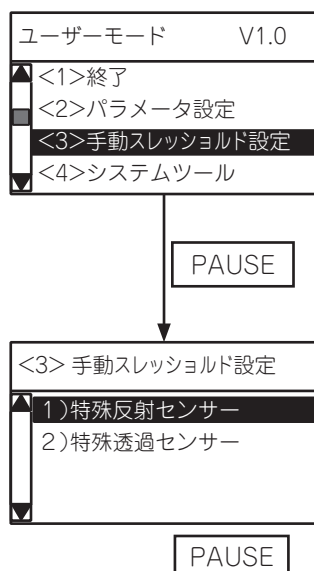 ユーザーモード V1.0
<1>終了
<2>パラメータ設定
<3>手動スレッショルド設定
<4>システムツール
PAUSE
<3> 手動スレッショルド設定
1)特殊反射センサー
2)特殊透過センサー
PAUSE